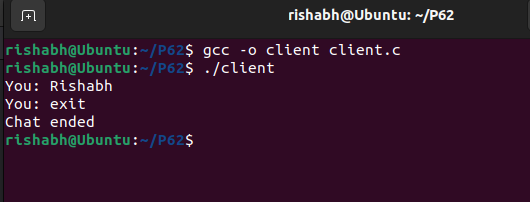 rishabh@Ubuntu: ~/P62
rishabh@Ubuntu:~/P62$ gcc -o client client.c
rishabh@Ubuntu:~/P62$ ./client
You: Rishabh
You: exit
Chat ended
rishabh@Ubuntu:~/P62$